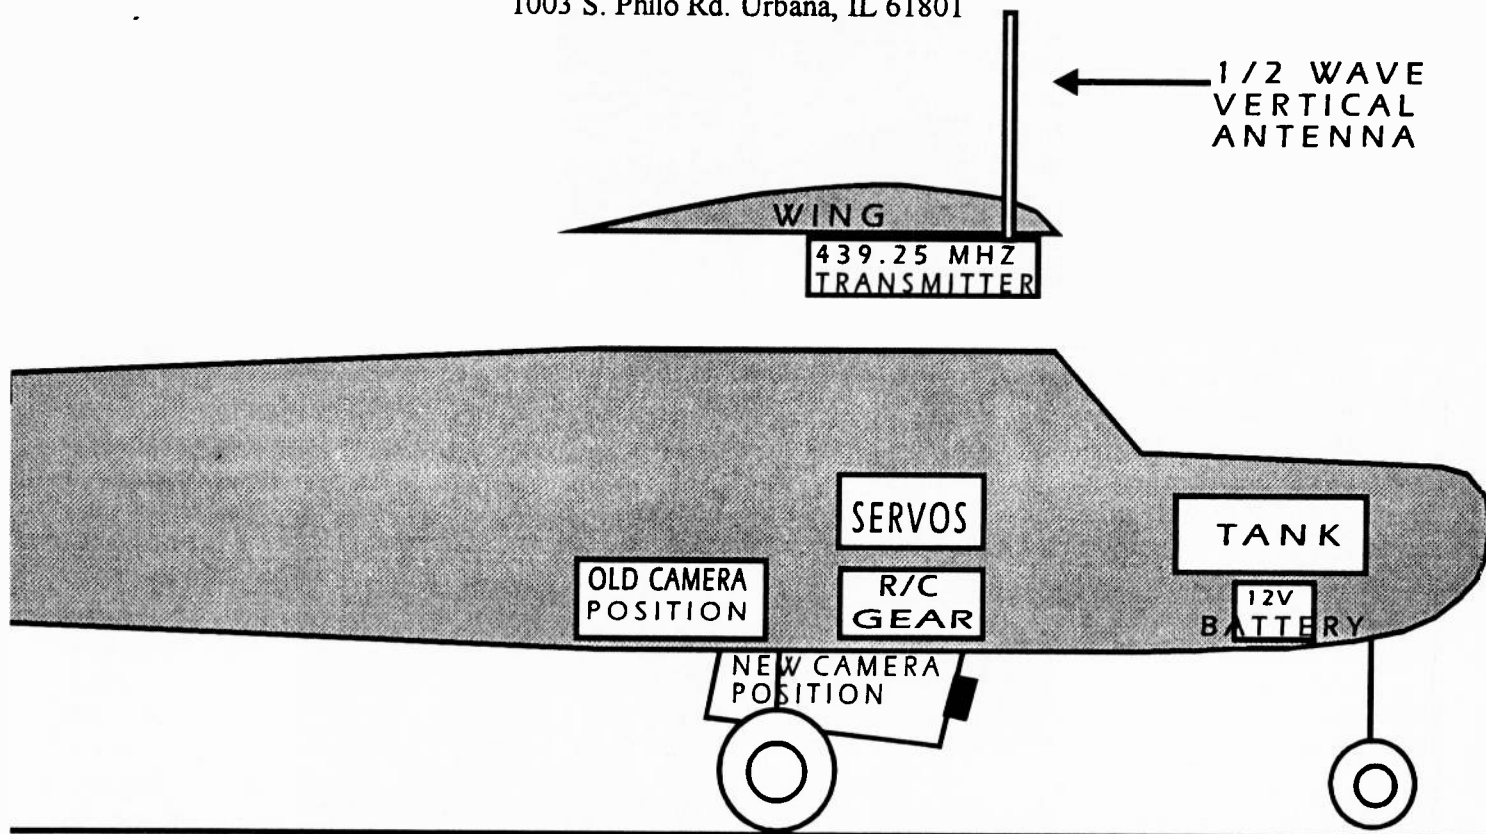 1003 S. Philo Rd. Urbana, IL 61801
1/2 WAVE
VERTICAL
ANTENNA
WING
439.25 MHZ
TRANSMITTER
SERVOS
TANK
OLD CAMERA
POSITION
R/C
GEAR
12V
BATTERY
NEW CAMERA
POSITION